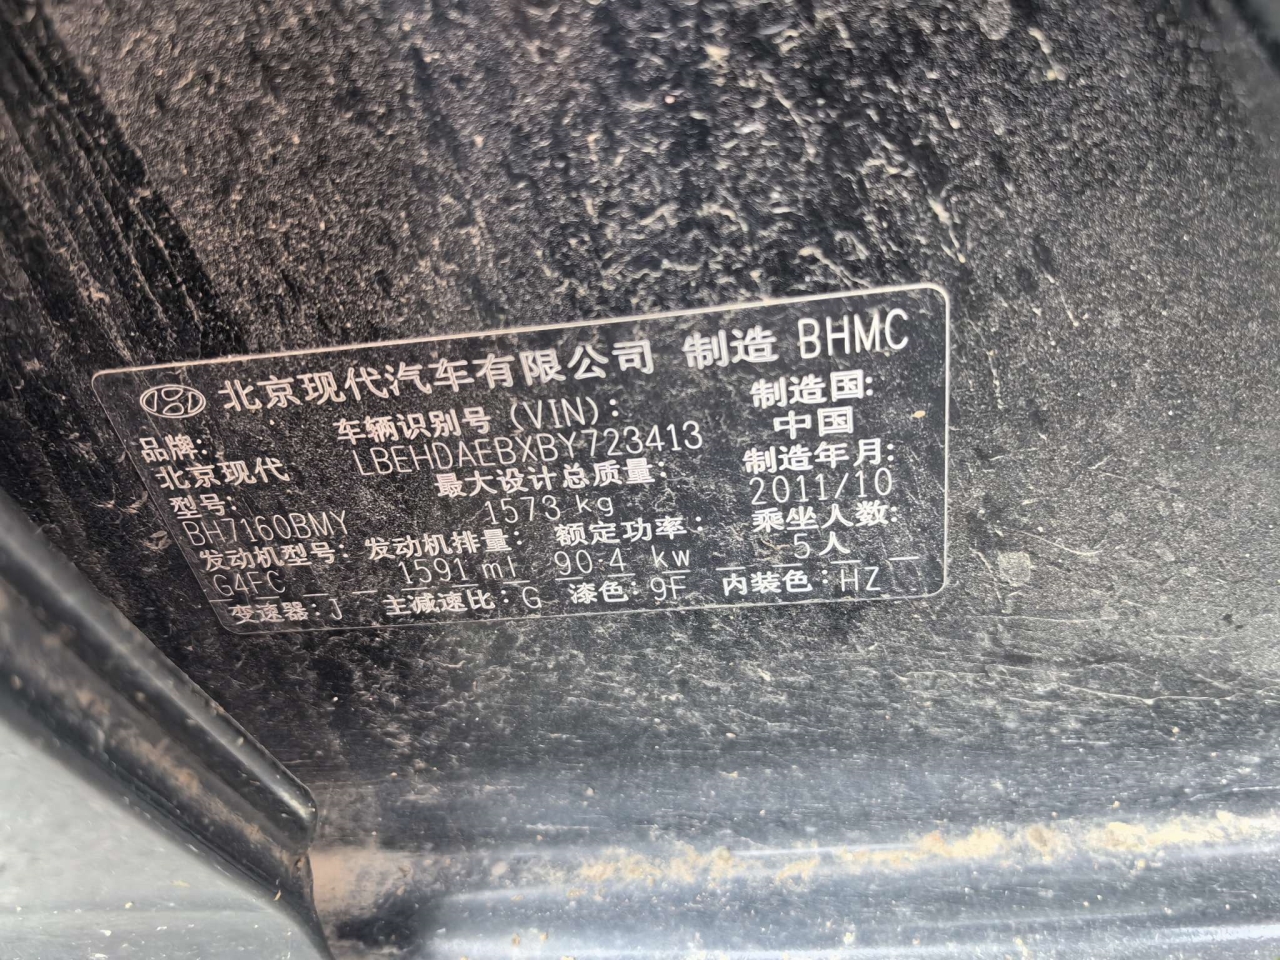 北京现代汽车有限公司 制造 BHMC
品牌: 车辆识别号 (VIN): 制造国:
北京现代 LBEHDAEBXBY723413 中国
型号: 最大设计总质量: 制造年月:
BH7160BMY 1573 kg 2011/10
发动机型号: 发动机排量: 额定功率: 乘坐人数:
G4FC 1591 ml 90.4 kw 5人
变速器: J 主减速比: G 漆色: 9F 内装色: HZ